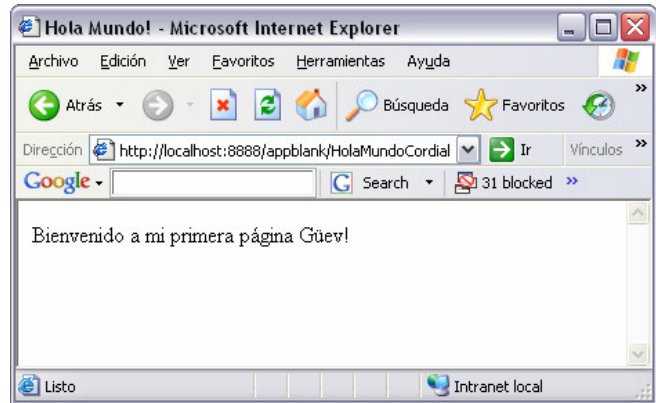 Hola Mundo! - Microsoft Internet Explorer
Archivo Edición Ver Favoritos Herramientas Ayuda
Atrás Búsqueda Favoritos »
Dirección http://localhost:8888/appblank/HolaMundoCordial Ir Vínculos »
Google G Search 31 blocked »
Bienvenido a mi primera página Güev!
Listo Intranet local